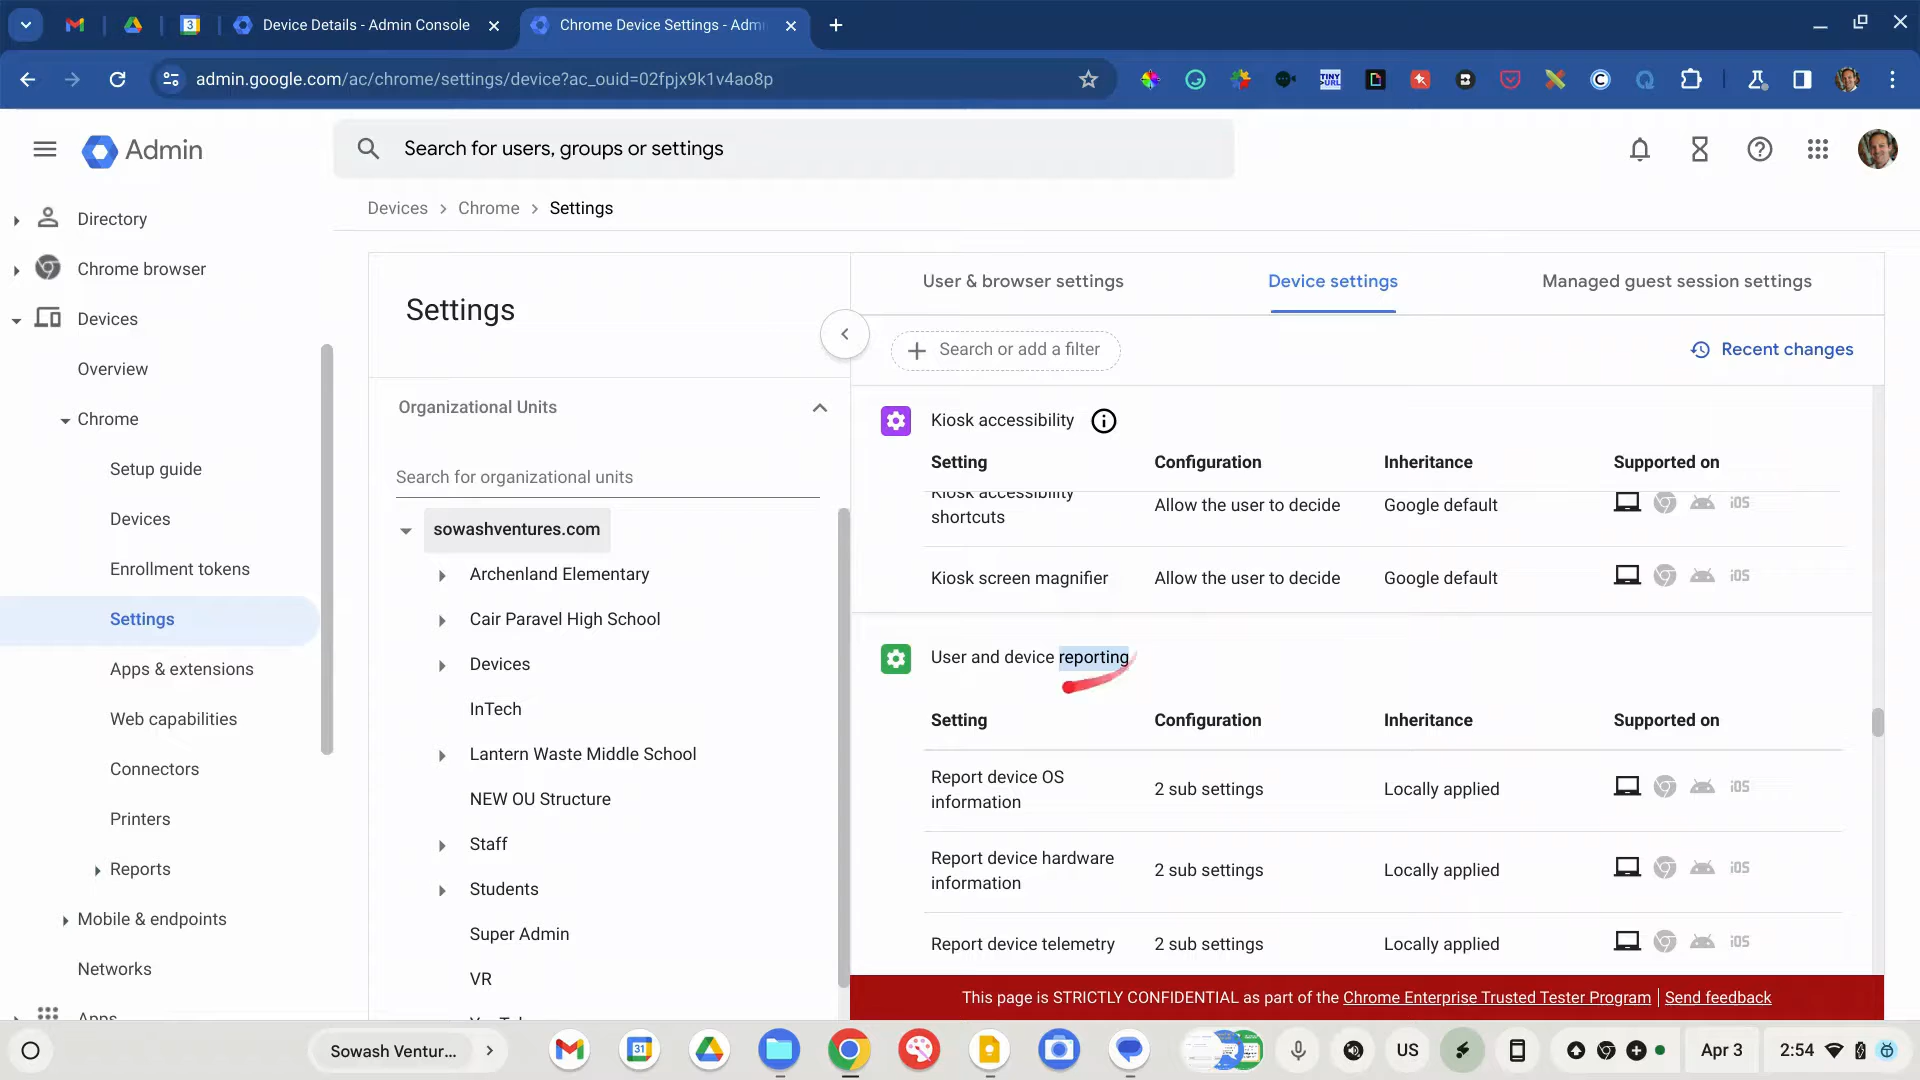 Device Details - Admin Console
Chrome Device Settings - Adm
admin.google.com/ac/chrome/settings/device?ac_ouid=02fpjx9k1v4ao8p
Admin
Search for users, groups or settings
Devices > Chrome > Settings
Directory
Chrome browser
Devices
Overview
Chrome
Setup guide
Devices
Enrollment tokens
Settings
Apps & extensions
Web capabilities
Connectors
Printers
Reports
Mobile & endpoints
Networks
Apps
Settings
Organizational Units
Search for organizational units
sowashventures.com
Archenland Elementary
Cair Paravel High School
Devices
InTech
Lantern Waste Middle School
NEW OU Structure
Staff
Students
Super Admin
VR
User & browser settings
Device settings
Managed guest session settings
Search or add a filter
Recent changes
Kiosk accessibility
Setting Configuration Inheritance Supported on
Kiosk accessibility
shortcuts
Allow the user to decide Google default iOS
Kiosk screen magnifier Allow the user to decide Google default iOS
User and device reporting
Setting Configuration Inheritance Supported on
Report device OS
information
2 sub settings Locally applied iOS
Report device hardware
information
2 sub settings Locally applied iOS
Report device telemetry 2 sub settings Locally applied iOS
This page is STRICTLY CONFIDENTIAL as part of the Chrome Enterprise Trusted Tester Program | Send feedback
Sowash Ventur...
31
US
Apr 3
2:54